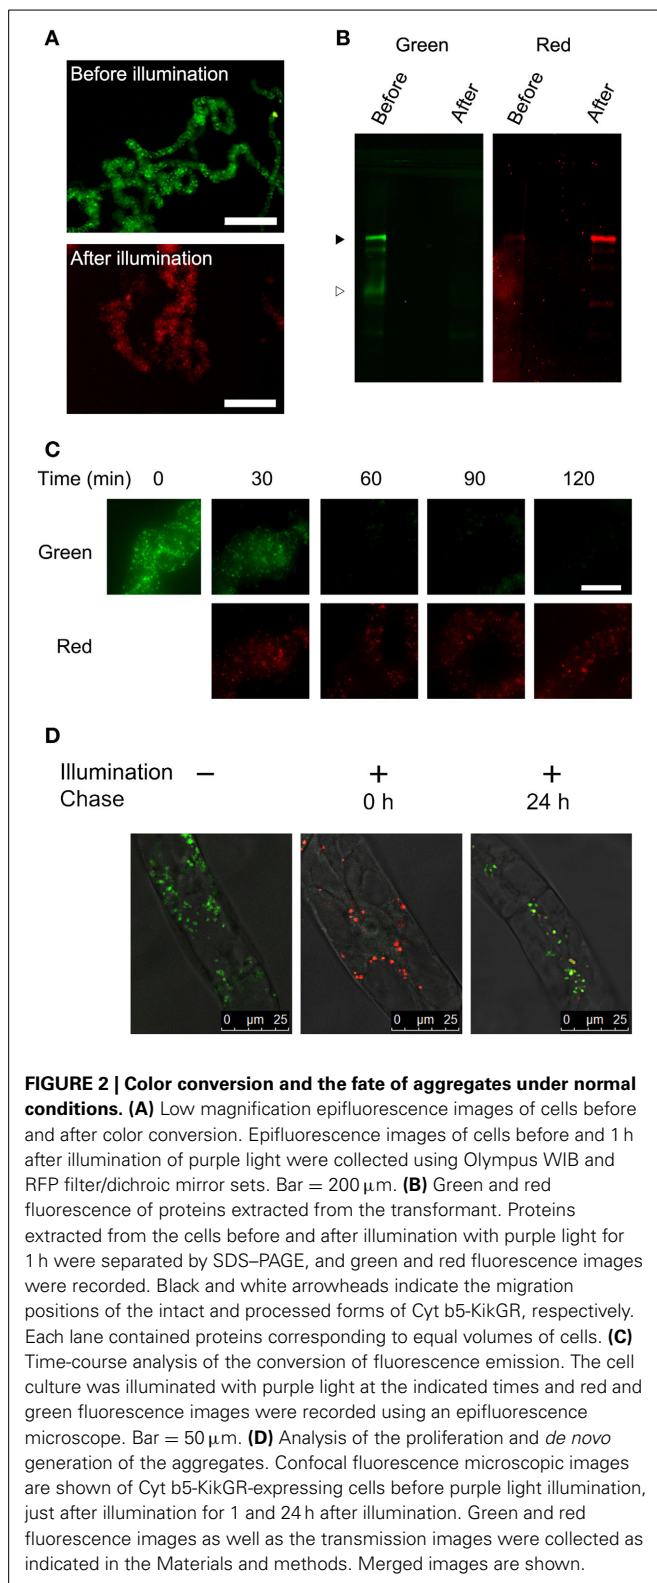 A
Before illumination
After illumination
B
Green Red
Before After Before After
C
Time (min) 0 30 60 90 120
Green
Red
D
Illumination − + +
Chase 0 h 24 h
0 µm 25 0 µm 25 0 µm 25
FIGURE 2 | Color conversion and the fate of aggregates under normal
conditions. (A) Low magnification epifluorescence images of cells before
and after color conversion. Epifluorescence images of cells before and 1 h
after illumination of purple light were collected using Olympus WIB and
RFP filter/dichroic mirror sets. Bar = 200 µm. (B) Green and red
fluorescence of proteins extracted from the transformant. Proteins
extracted from the cells before and after illumination with purple light for
1 h were separated by SDS–PAGE, and green and red fluorescence images
were recorded. Black and white arrowheads indicate the migration
positions of the intact and processed forms of Cyt b5-KikGR, respectively.
Each lane contained proteins corresponding to equal volumes of cells. (C)
Time-course analysis of the conversion of fluorescence emission. The cell
culture was illuminated with purple light at the indicated times and red and
green fluorescence images were recorded using an epifluorescence
microscope. Bar = 50 µm. (D) Analysis of the proliferation and de novo
generation of the aggregates. Confocal fluorescence microscopic images
are shown of Cyt b5-KikGR-expressing cells before purple light illumination,
just after illumination for 1 and 24 h after illumination. Green and red
fluorescence images as well as the transmission images were collected as
indicated in the Materials and methods. Merged images are shown.